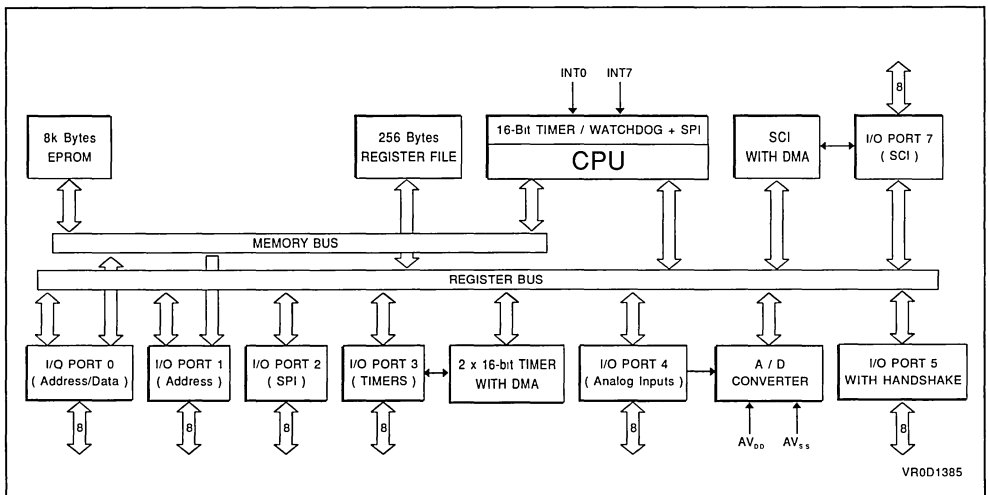 INT0 INT7
8
8k Bytes
EPROM
256 Bytes
REGISTER FILE
16-Bit TIMER / WATCHDOG + SPI
CPU
SCI
WITH DMA
I/O PORT 7
( SCI )
MEMORY BUS
REGISTER BUS
I/O PORT 0
( Address/Data )
I/O PORT 1
( Address )
I/O PORT 2
( SPI )
I/O PORT 3
( TIMERS )
2 x 16-bit TIMER
WITH DMA
I/O PORT 4
( Analog Inputs )
A / D
CONVERTER
I/O PORT 5
WITH HANDSHAKE
8 8 8 8 8 8
AVDD AVSS
VR0D1385